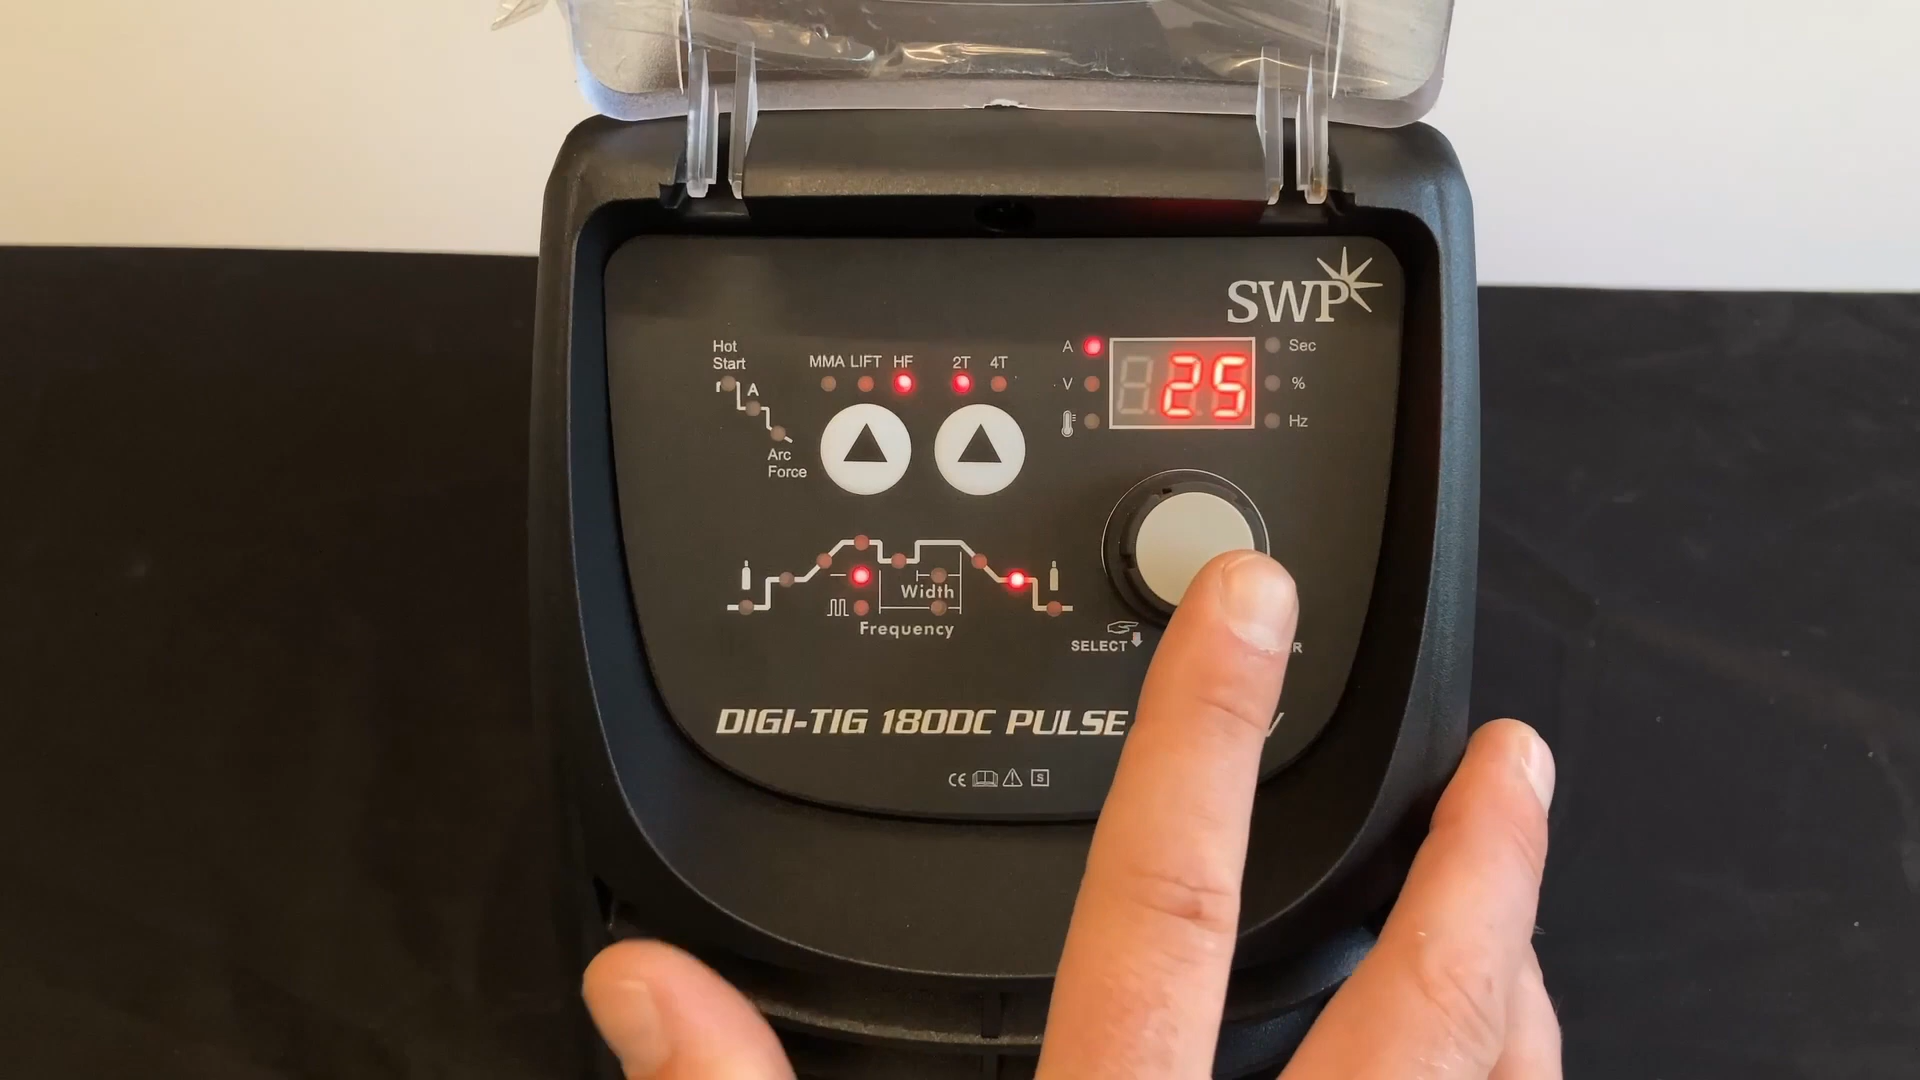 SWP
Hot
Start
A
Arc
Force
MMA LIFT HF 2T 4T
A
V
25
Sec
%
Hz
Width
Frequency
SELECT
DIGI-TIG 180DC PULSE
CE
S